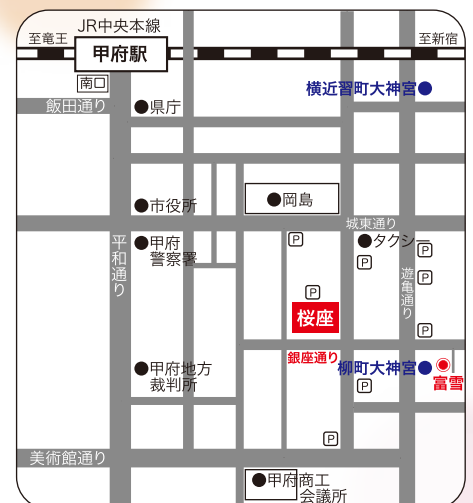 JR中央本線
至竜王
甲府駅
至新宿
南口
横近習町大神宮
飯田通り
県庁
市役所
岡島
城東通り
甲府
警察署
平和通り
P
タクシー
P
P
遊亀通り
P
P
桜座
P
銀座通り
柳町大神宮
甲府地方
裁判所
P
富雪
P
美術館通り
甲府商工
会議所